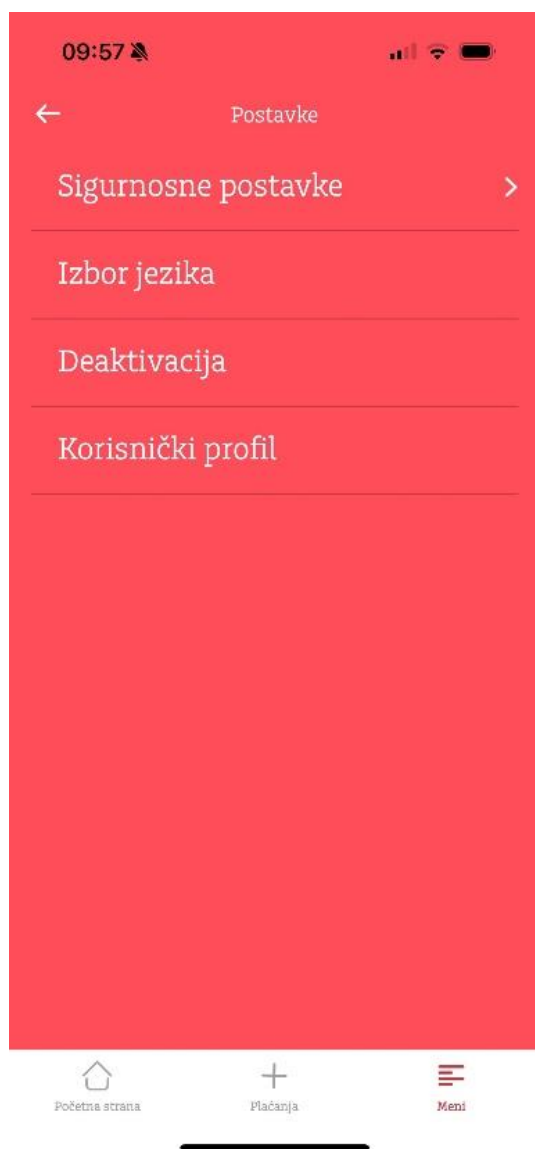 09:57
Postavke
Sigurnosne postavke
Izbor jezika
Deaktivacija
Korisnički profil
Početna strana
Plaćanja
Meni